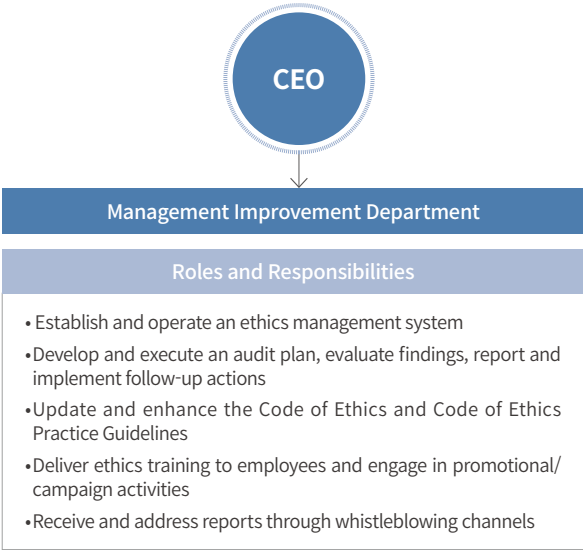 CEO
Management Improvement Department
Roles and Responsibilities
• Establish and operate an ethics management system
• Develop and execute an audit plan, evaluate findings, report and
implement follow-up actions
• Update and enhance the Code of Ethics and Code of Ethics
Practice Guidelines
• Deliver ethics training to employees and engage in promotional/
campaign activities
• Receive and address reports through whistleblowing channels